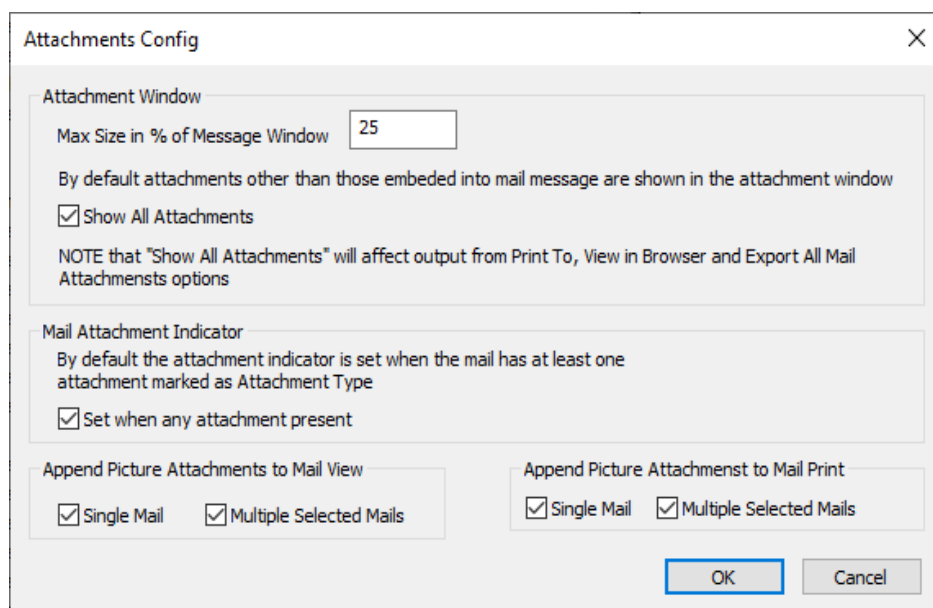 Attachments Config
Attachment Window
Max Size in % of Message Window 25
By default attachments other than those embeded into mail message are shown in the attachment window
Show All Attachments
NOTE that "Show All Attachments" will affect output from Print To, View in Browser and Export All Mail
Attachmensts options
Mail Attachment Indicator
By default the attachment indicator is set when the mail has at least one
attachment marked as Attachment Type
Set when any attachment present
Append Picture Attachments to Mail View
Single Mail Multiple Selected Mails
Append Picture Attachmenst to Mail Print
Single Mail Multiple Selected Mails
OK Cancel